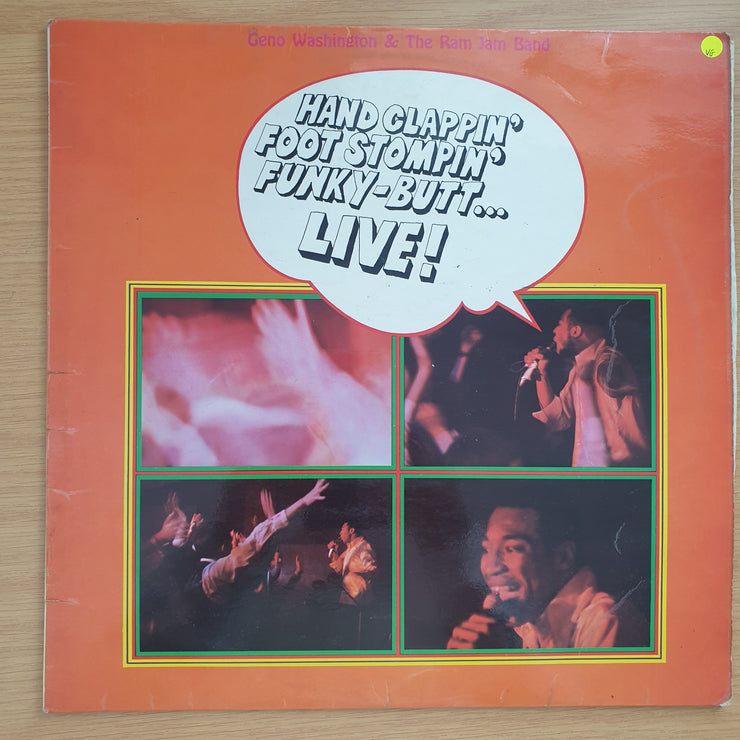 Geno Washington & The Ram Jam Band
VG
HAND CLAPPIN'
FOOT STOMPIN'
FUNKY-BUTT...
LIVE!